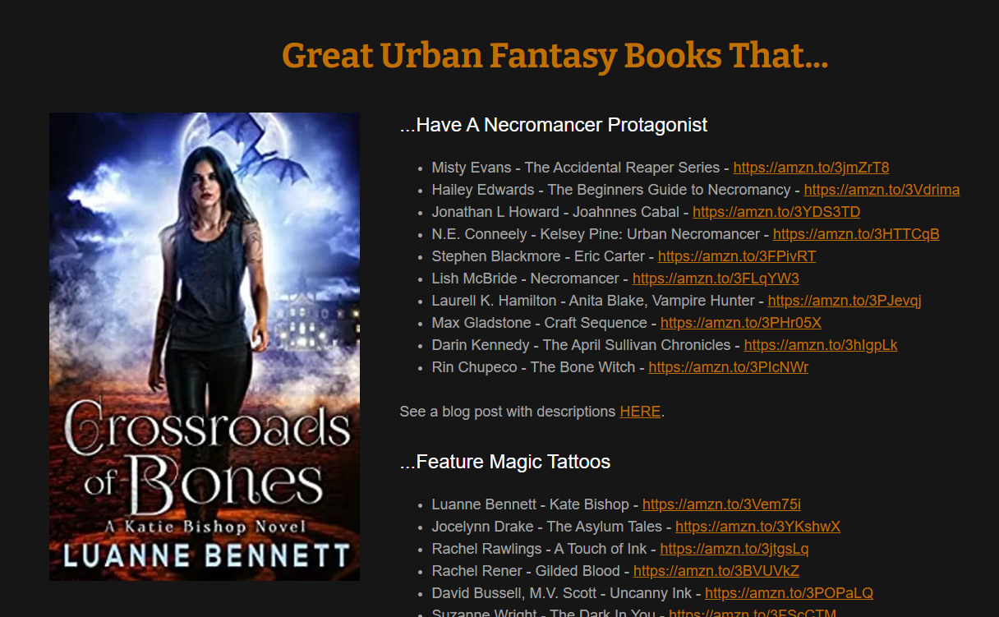 Great Urban Fantasy Books That...
Crossroads
of Bones
A Katie Bishop Novel
LUANNE BENNETT
...Have A Necromancer Protagonist
Misty Evans - The Accidental Reaper Series - https://amzn.to/3jmZrT8
Hailey Edwards - The Beginners Guide to Necromancy - https://amzn.to/3Vdrima
Jonathan L Howard - Joahnnes Cabal - https://amzn.to/3YDS3TD
N.E. Conneely - Kelsey Pine: Urban Necromancer - https://amzn.to/3HTTCqB
Stephen Blackmore - Eric Carter - https://amzn.to/3FPivRT
Lish McBride - Necromancer - https://amzn.to/3FLqYW3
Laurell K. Hamilton - Anita Blake, Vampire Hunter - https://amzn.to/3PJevqj
Max Gladstone - Craft Sequence - https://amzn.to/3PHr05X
Darin Kennedy - The April Sullivan Chronicles - https://amzn.to/3hIgpLk
Rin Chupeco - The Bone Witch - https://amzn.to/3PIcNWr
See a blog post with descriptions HERE.
...Feature Magic Tattoos
Luanne Bennett - Kate Bishop - https://amzn.to/3Vem75i
Jocelynn Drake - The Asylum Tales - https://amzn.to/3YKshwX
Rachel Rawlings - A Touch of Ink - https://amzn.to/3jtgsLq
Rachel Rener - Gilded Blood - https://amzn.to/3BVUVkZ
David Bussell, M.V. Scott - Uncanny Ink - https://amzn.to/3POPaLQ
Suzanne Wright - The Dark In You - https://amzn.to/3FScCTM